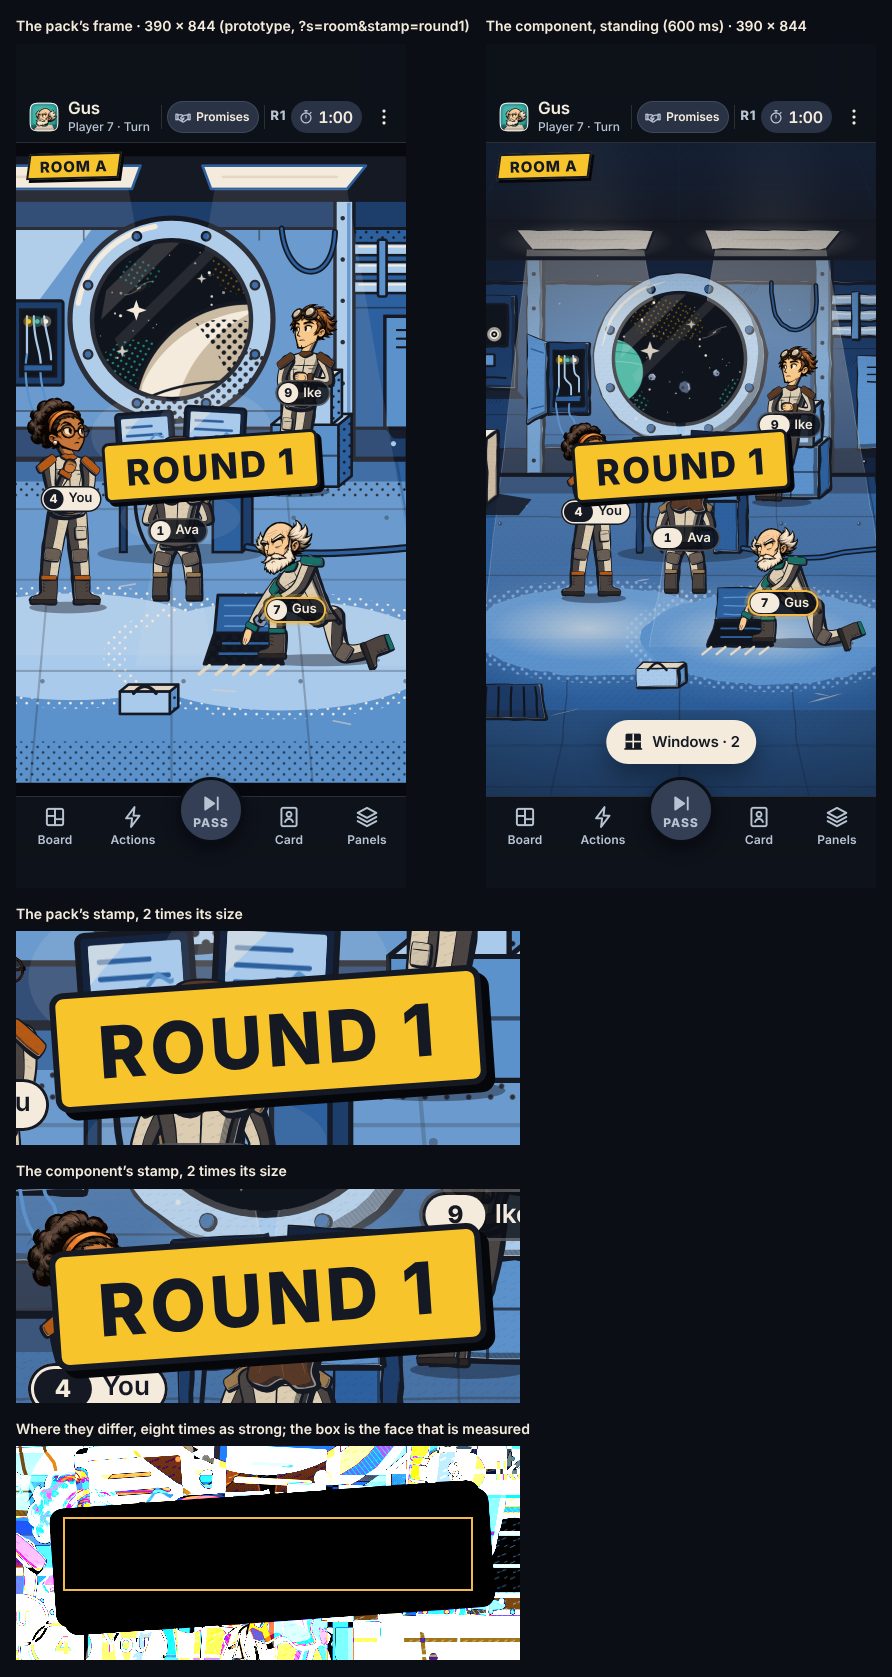 The pack’s frame · 390 × 844 (prototype, ?s=room&stamp=round1)
Gus
Player 7 · Turn
Promises
R1
1:00
ROOM A
9 Ike
4 You
ROUND 1
1 Ava
7 Gus
Board
Actions
PASS
Card
Panels
The component, standing (600 ms) · 390 × 844
Gus
Player 7 · Turn
Promises
R1
1:00
ROOM A
9 Ike
ROUND 1
4 You
1 Ava
7 Gus
Windows · 2
Board
Actions
PASS
Card
Panels
The pack’s stamp, 2 times its size
ROUND 1
u
The component’s stamp, 2 times its size
9 Ik
ROUND 1
4 You
Where they differ, eight times as strong; the box is the face that is measured
4 You